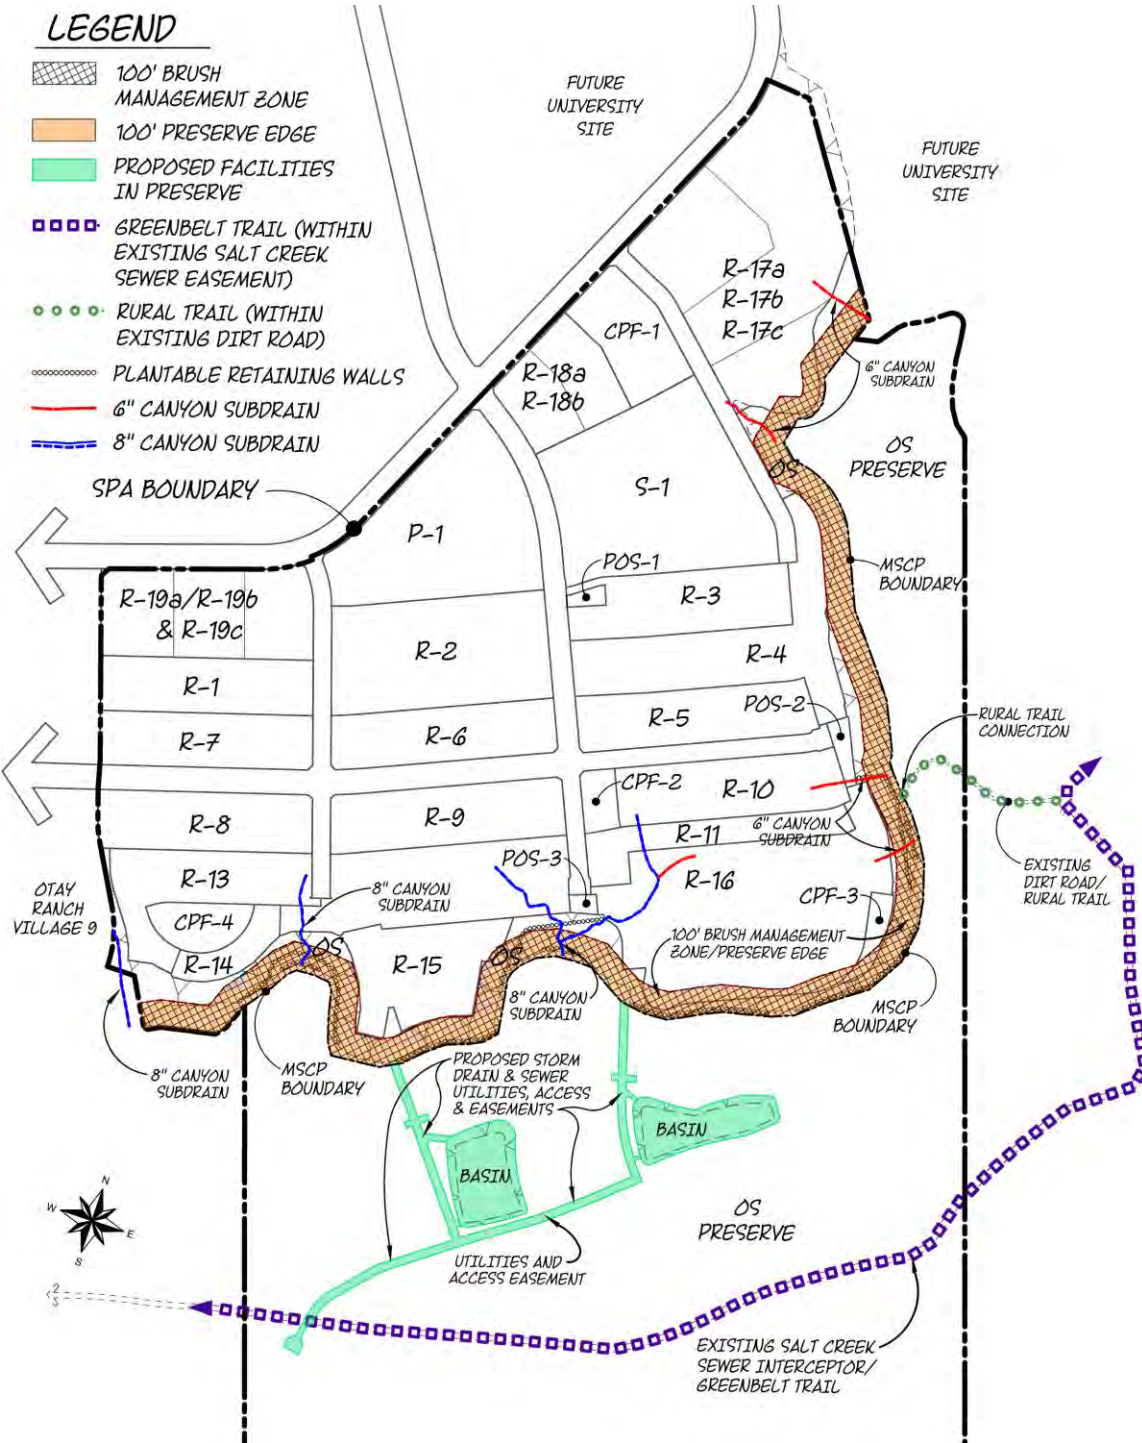 LEGEND
100' BRUSH
MANAGEMENT ZONE
100' PRESERVE EDGE
PROPOSED FACILITIES
IN PRESERVE
GREENBELT TRAIL (WITHIN
EXISTING SALT CREEK
SEWER EASEMENT)
RURAL TRAIL (WITHIN
EXISTING DIRT ROAD)
PLANTABLE RETAINING WALLS
6" CANYON SUBDRAIN
8" CANYON SUBDRAIN
SPA BOUNDARY
FUTURE
UNIVERSITY
SITE
FUTURE
UNIVERSITY
SITE
R-17a
R-17b
R-17c
CPF-1
R-18a
R-18b
6" CANYON
SUBDRAIN
OS
PRESERVE
OS
S-1
P-1
POS-1
MSCP
BOUNDARY
R-19a/R-19b
& R-19c
R-3
R-2
R-4
R-1
R-5
POS-2
RURAL TRAIL
CONNECTION
R-7
R-6
CPF-2
R-10
R-8
R-9
R-11
6" CANYON
SUBDRAIN
POS-3
EXISTING
DIRT ROAD/
RURAL TRAIL
R-13
8" CANYON
SUBDRAIN
R-16
CPF-3
OTAY
RANCH
VILLAGE 9
CPF-4
100' BRUSH MANAGEMENT
ZONE/PRESERVE EDGE
OS
OS
R-14
R-15
8" CANYON
SUBDRAIN
MSCP
BOUNDARY
8" CANYON
SUBDRAIN
MSCP
BOUNDARY
PROPOSED STORM
DRAIN & SEWER
UTILITIES, ACCESS
& EASEMENTS
BASIN
BASIN
N
W
E
S
OS
PRESERVE
UTILITIES AND
ACCESS EASEMENT
EXISTING SALT CREEK
SEWER INTERCEPTOR/
GREENBELT TRAIL